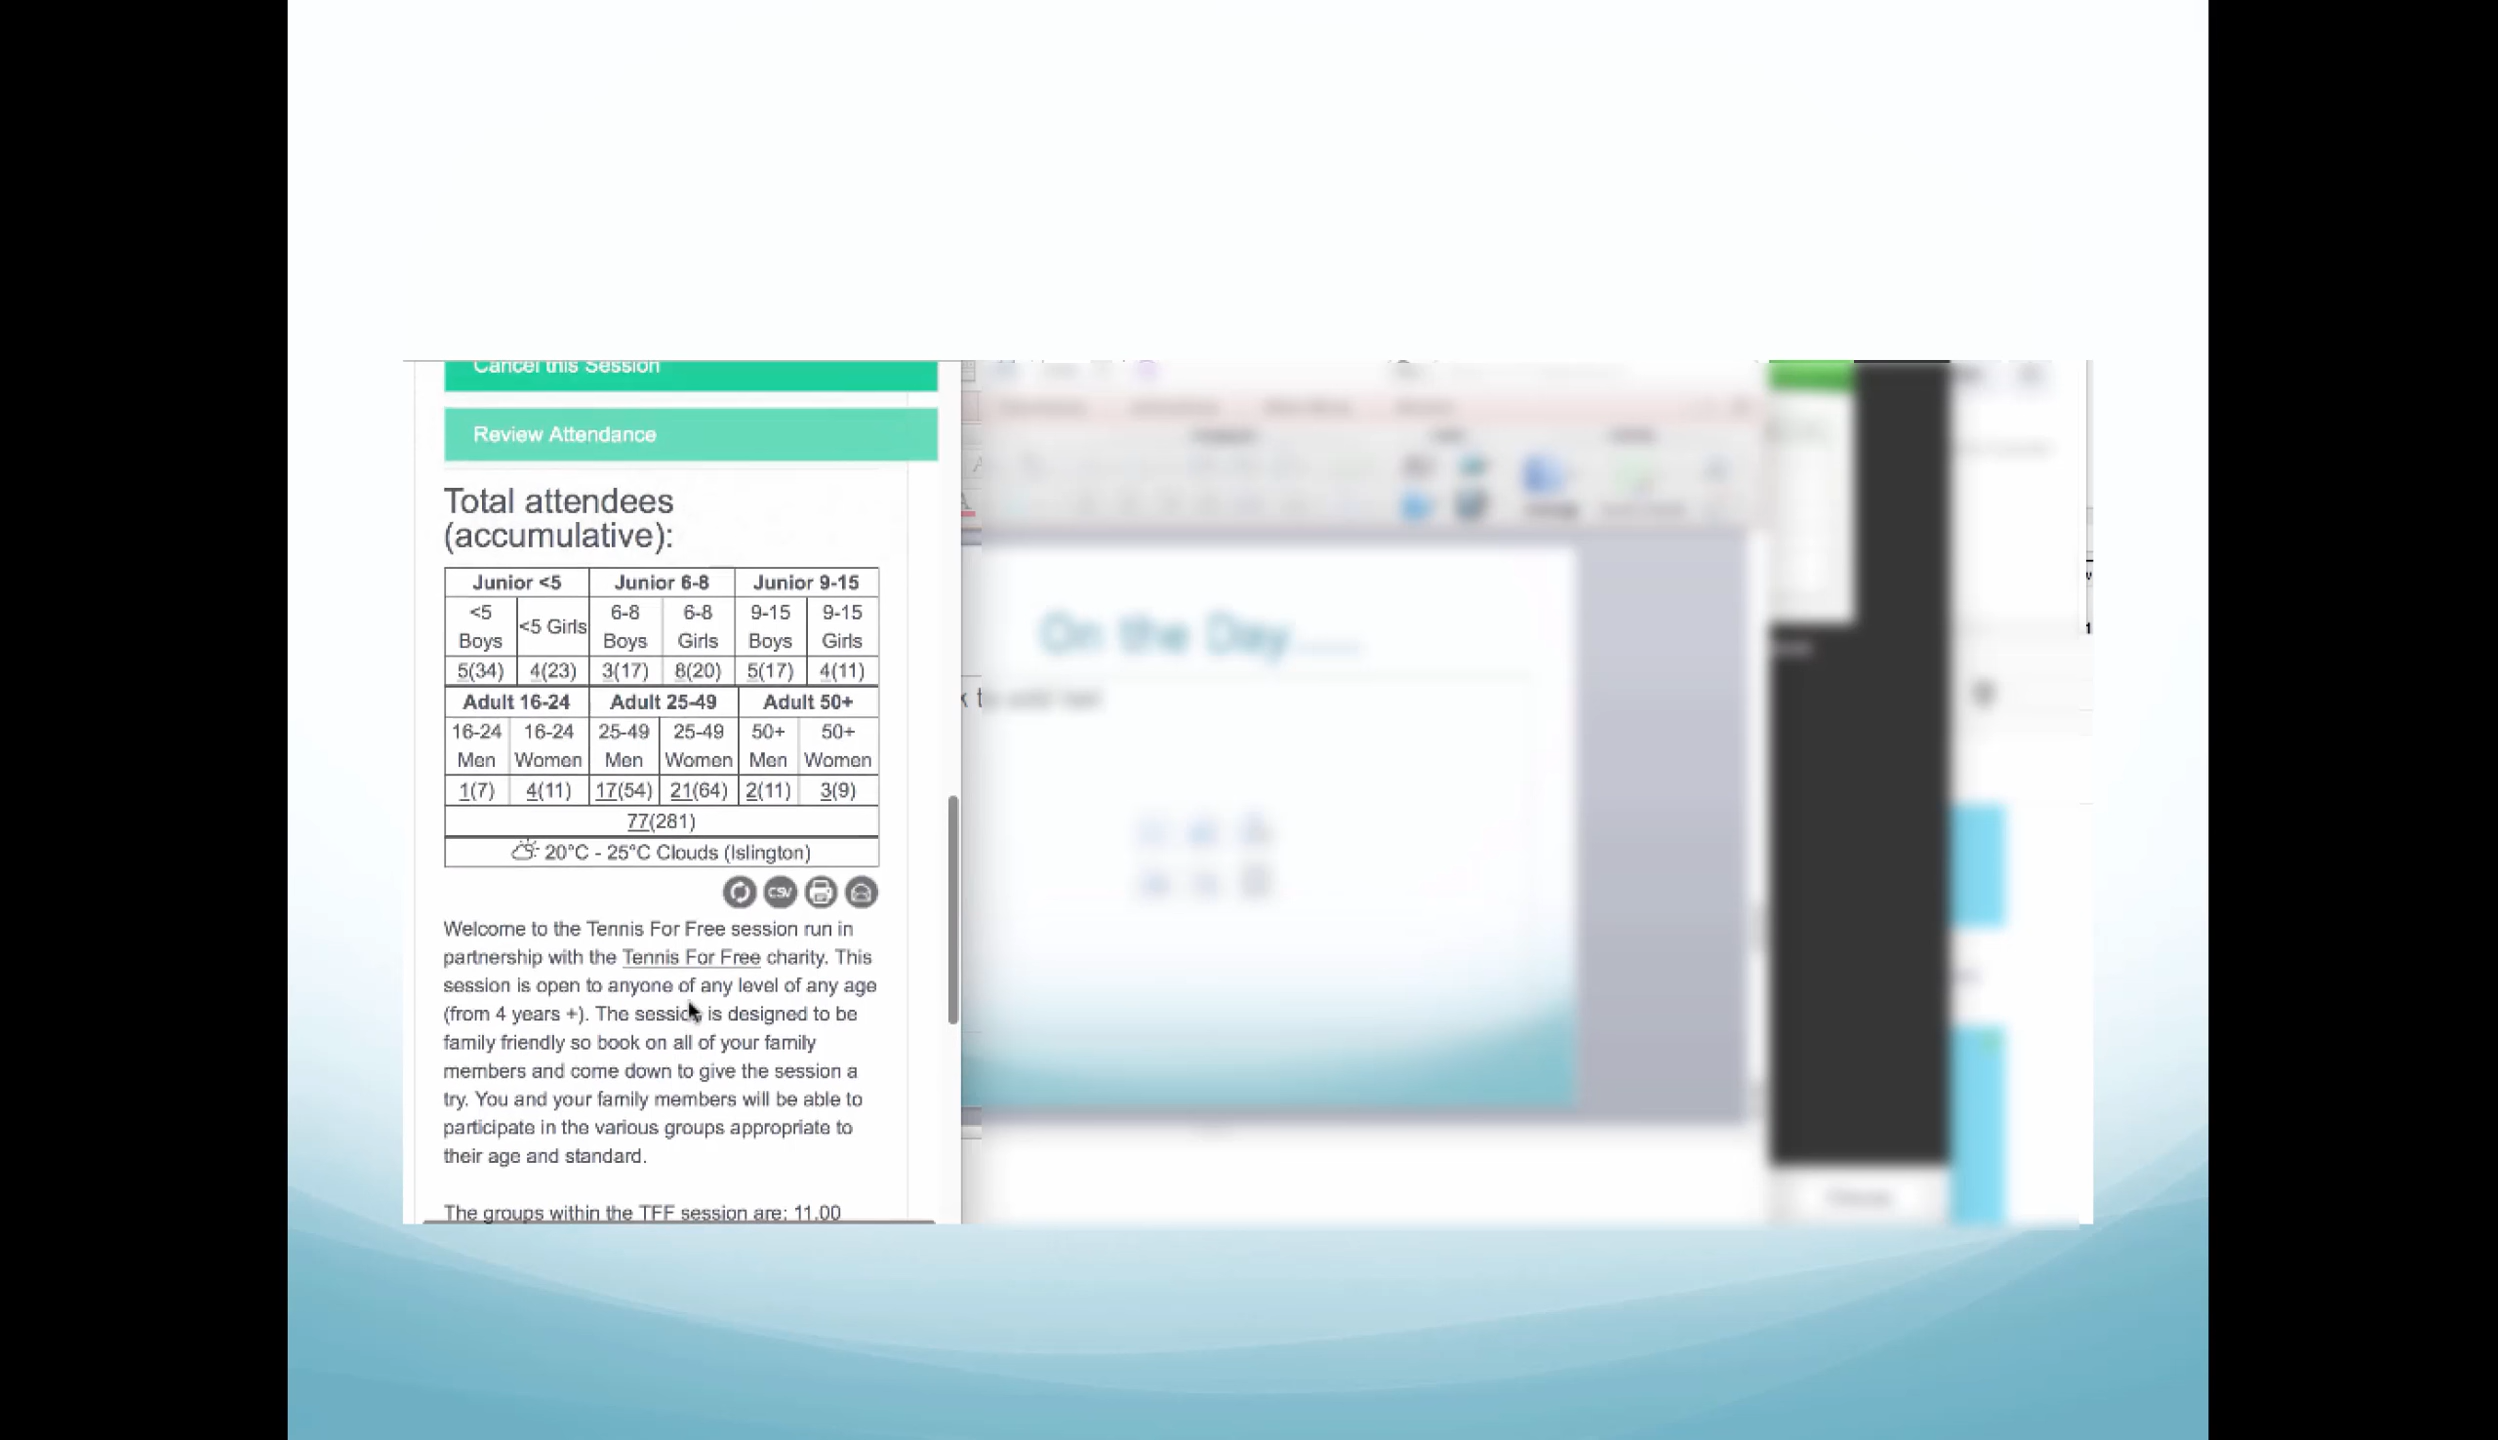 Cancel this Session
Review Attendance
Total attendees
(accumulative):
Junior <5 Junior 6-8 Junior 9-15
<5 Boys <5 Girls 6-8 Boys 6-8 Girls 9-15 Boys 9-15 Girls
5(34) 4(23) 3(17) 8(20) 5(17) 4(11)
Adult 16-24 Adult 25-49 Adult 50+
16-24 Men 16-24 Women 25-49 Men 25-49 Women 50+ Men 50+ Women
1(7) 4(11) 17(54) 21(64) 2(11) 3(9)
77(281)
20°C - 25°C Clouds (Islington)
CSV
Welcome to the Tennis For Free session run in
partnership with the Tennis For Free charity. This
session is open to anyone of any level of any age
(from 4 years +). The session is designed to be
family friendly so book on all of your family
members and come down to give the session a
try. You and your family members will be able to
participate in the various groups appropriate to
their age and standard.
The groups within the TFF session are: 11.00
On the Day......